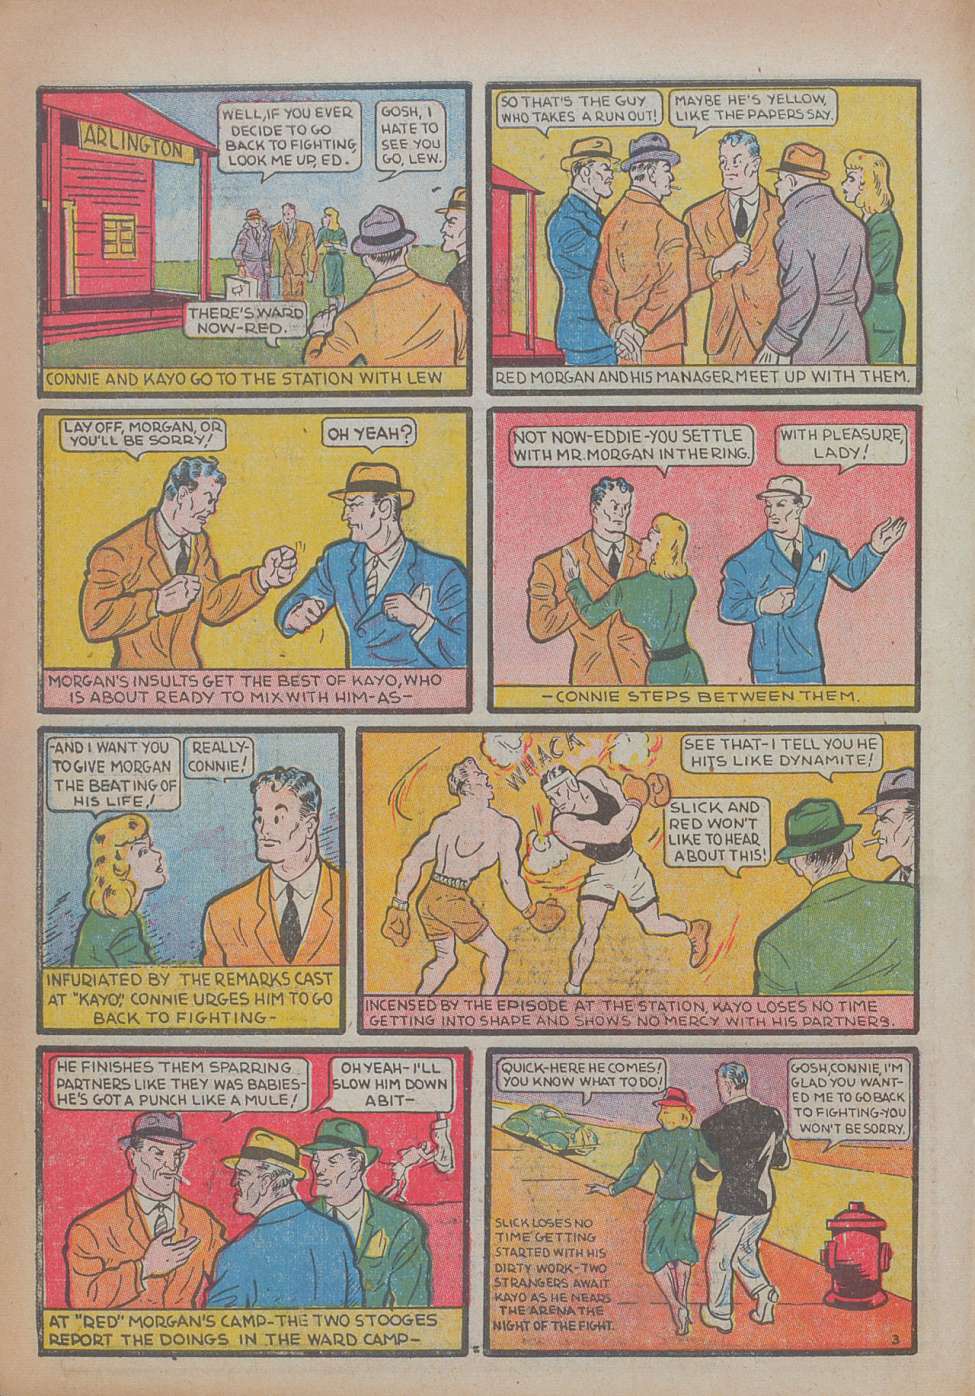 ARLINGTON
WELL, IF YOU EVER
DECIDE TO GO
BACK TO FIGHTING
LOOK ME UP, ED.
GOSH, I
HATE TO
SEE YOU
GO, LEW.
THERE'S WARD
NOW-RED.
CONNIE AND KAYO GO TO THE STATION WITH LEW
SO THAT'S THE GUY
WHO TAKES A RUN OUT!
MAYBE HE'S YELLOW,
LIKE THE PAPERS SAY.
RED MORGAN AND HIS MANAGER MEET UP WITH THEM.
LAY OFF, MORGAN, OR
YOU'LL BE SORRY!
OH YEAH?
MORGAN'S INSULTS GET THE BEST OF KAYO, WHO
IS ABOUT READY TO MIX WITH HIM-AS-
NOT NOW-EDDIE-YOU SETTLE
WITH MR. MORGAN IN THE RING.
WITH PLEASURE,
LADY!
-CONNIE STEPS BETWEEN THEM.
-AND I WANT YOU
TO GIVE MORGAN
THE BEATING OF
HIS LIFE!
REALLY-
CONNIE!
INFURIATED BY THE REMARKS CAST
AT "KAYO," CONNIE URGES HIM TO GO
BACK TO FIGHTING-
WHACK
SEE THAT-I TELL YOU HE
HITS LIKE DYNAMITE!
SLICK AND
RED WON'T
LIKE TO HEAR
ABOUT THIS!
INCENSED BY THE EPISODE AT THE STATION, KAYO LOSES NO TIME
GETTING INTO SHAPE AND SHOWS NO MERCY WITH HIS PARTNERS.
HE FINISHES THEM SPARRING
PARTNERS LIKE THEY WAS BABIES-
HE'S GOT A PUNCH LIKE A MULE!
OH YEAH-I'LL
SLOW HIM DOWN
A BIT-
AT "RED" MORGAN'S CAMP-THE TWO STOOGES
REPORT THE DOINGS IN THE WARD CAMP-
QUICK-HERE HE COMES!
YOU KNOW WHAT TO DO!
GOSH, CONNIE, I'M
GLAD YOU WANT-
ED ME TO GO BACK
TO FIGHTING-YOU
WON'T BE SORRY.
SLICK LOSES NO
TIME GETTING
STARTED WITH HIS
DIRTY WORK-TWO
STRANGERS AWAIT
KAYO AS HE NEARS
THE ARENA THE
NIGHT OF THE FIGHT.
3